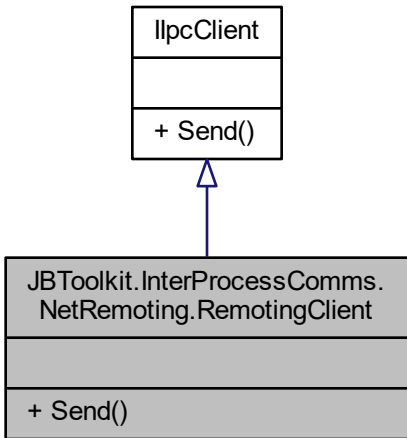 IIpcClient
+ Send()
JBToolkit.InterProcessComms.
NetRemoting.RemotingClient
+ Send()